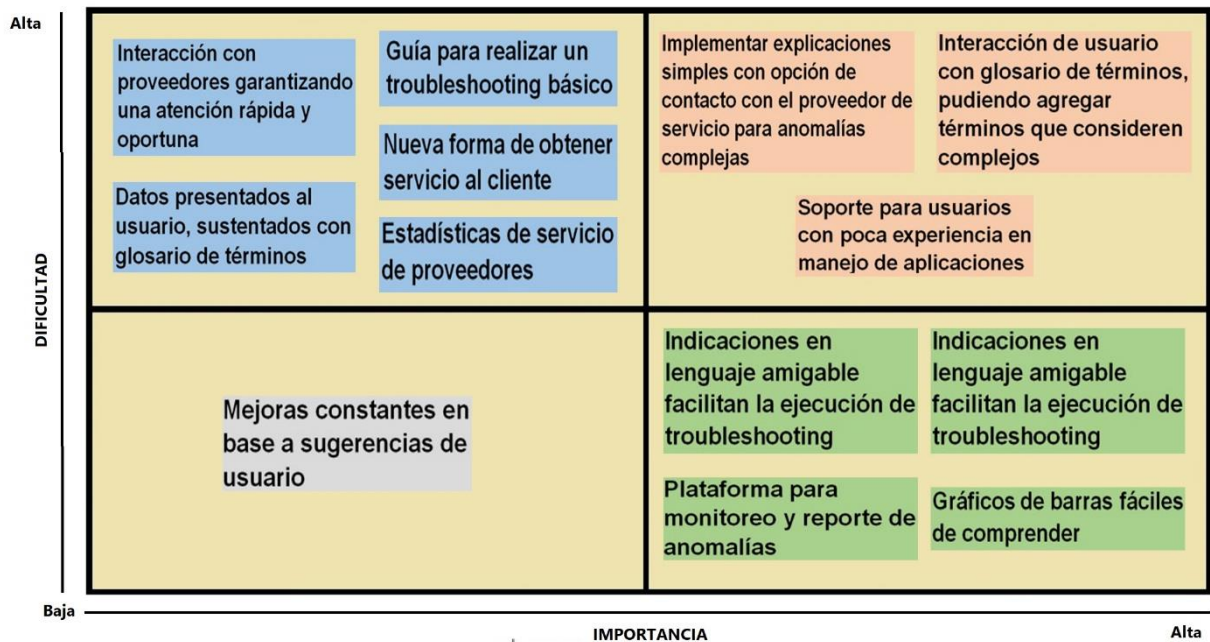 Alta
Interacción con
proveedores garantizando
una atención rápida y
oportuna
Guía para realizar un
troubleshooting básico
Nueva forma de obtener
servicio al cliente
Datos presentados al
usuario, sustentados con
glosario de términos
Estadísticas de servicio
de proveedores
Implementar explicaciones
simples con opción de
contacto con el proveedor de
servicio para anomalías
complejas
Interacción de usuario
con glosario de términos,
pudiendo agregar
términos que consideren
complejos
Soporte para usuarios
con poca experiencia en
manejo de aplicaciones
DIFICULTAD
Mejoras constantes en
base a sugerencias de
usuario
Indicaciones en
lenguaje amigable
facilitan la ejecución de
troubleshooting
Indicaciones en
lenguaje amigable
facilitan la ejecución de
troubleshooting
Plataforma para
monitoreo y reporte de
anomalías
Gráficos de barras fáciles
de comprender
Baja
IMPORTANCIA
Alta